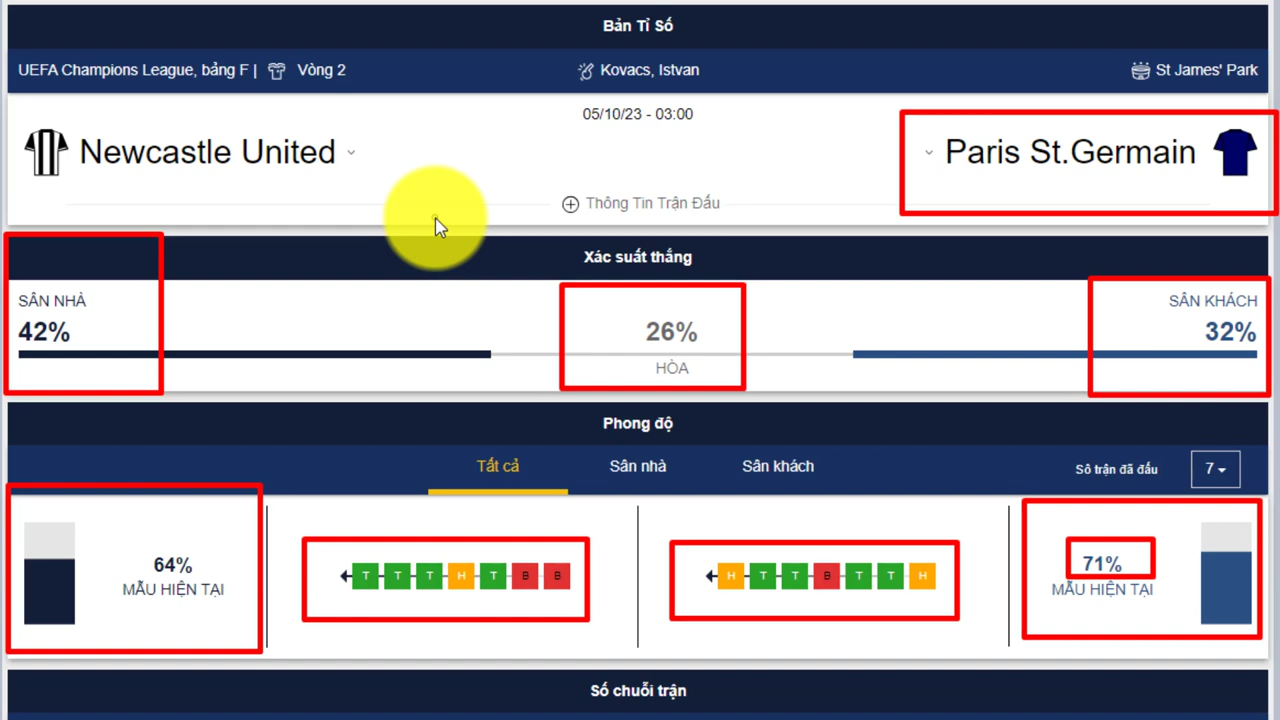 Bản Tỉ Số
UEFA Champions League, bảng F | Vòng 2
Kovacs, Istvan
St James' Park
05/10/23 - 03:00
Newcastle United
Paris St.Germain
Thông Tin Trận Đấu
Xác suất thắng
SÂN NHÀ
42%
26%
HÒA
SÂN KHÁCH
32%
Phong độ
Tất cả
Sân nhà
Sân khách
Số trận đã đấu
7
64%
MẪU HIỆN TẠI
T T T H T B B
H T T B T T H
71%
MẪU HIỆN TẠI
Số chuỗi trận